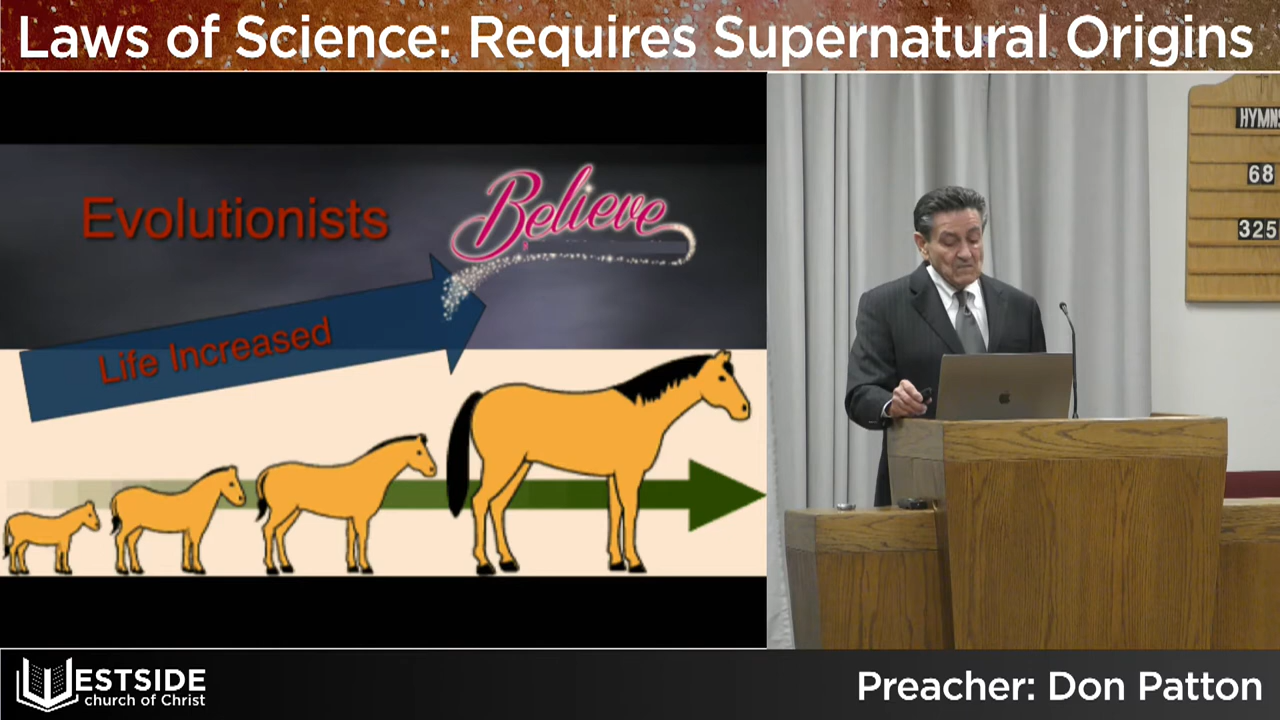 Laws of Science: Requires Supernatural Origins
Evolutionists
Believe
Life Increased
HYMNS
68
325
WESTSIDE
church of Christ
Preacher: Don Patton